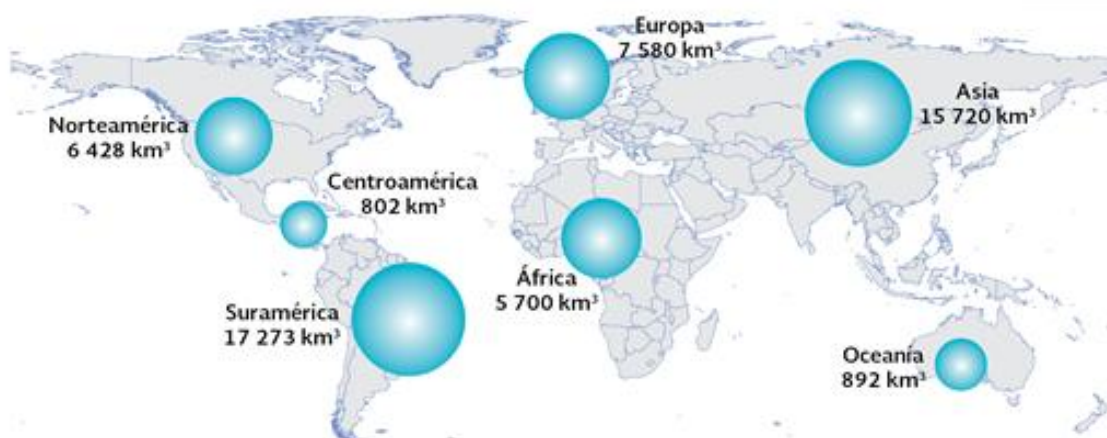 Europa
7 580 km³
Asia
15 720 km³
Norteamérica
6 428 km³
Centroamérica
802 km³
África
5 700 km³
Suramérica
17 273 km³
Oceanía
892 km³